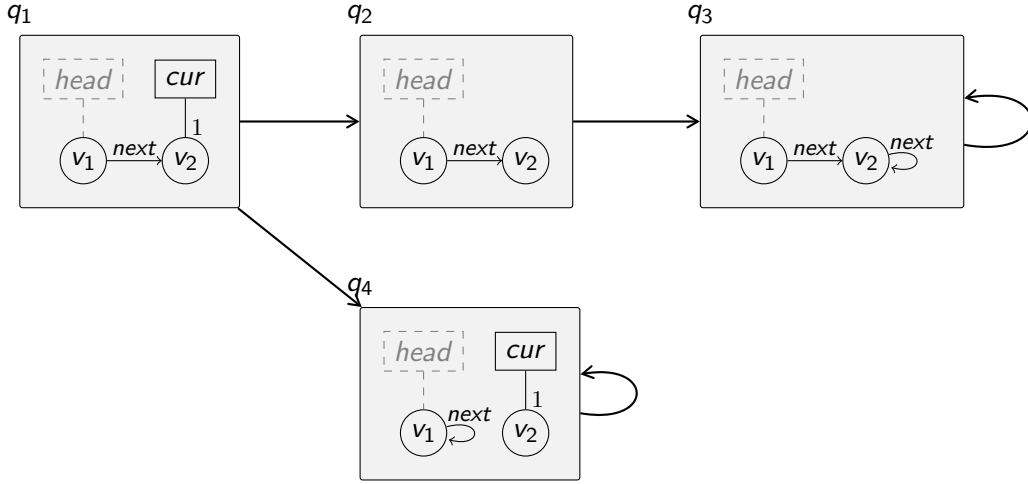 q1 q2 q3
head cur head head
1
v1 next v2 v1 next v2 v1 next v2 next
q4
head cur
1
v1 next v2